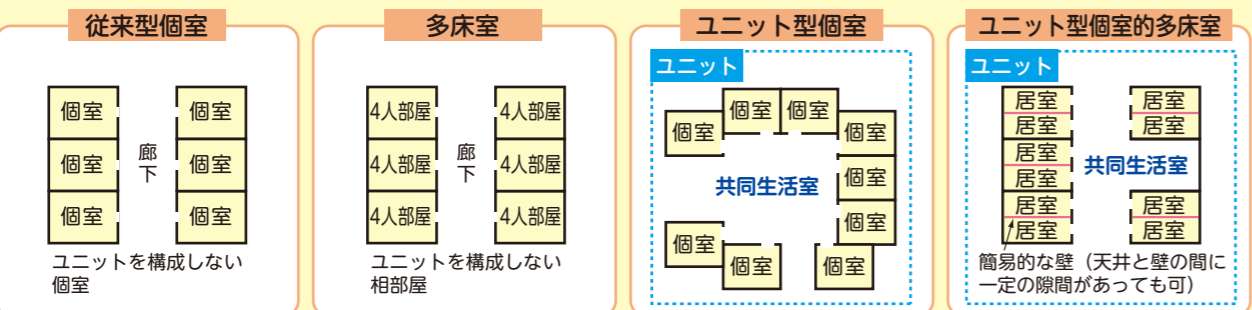 従来型個室
個室
個室
廊下
個室
個室
個室
個室
ユニットを構成しない
個室
多床室
4人部屋
4人部屋
廊下
4人部屋
4人部屋
4人部屋
4人部屋
ユニットを構成しない
相部屋
ユニット型個室
ユニット
個室
個室
個室
個室
共同生活室
個室
個室
個室
個室
個室
ユニット型個室的多床室
ユニット
居室
居室
居室
居室
居室
共同生活室
居室
居室
居室
居室
居室
簡易的な壁（天井と壁の間に
一定の隙間があっても可）